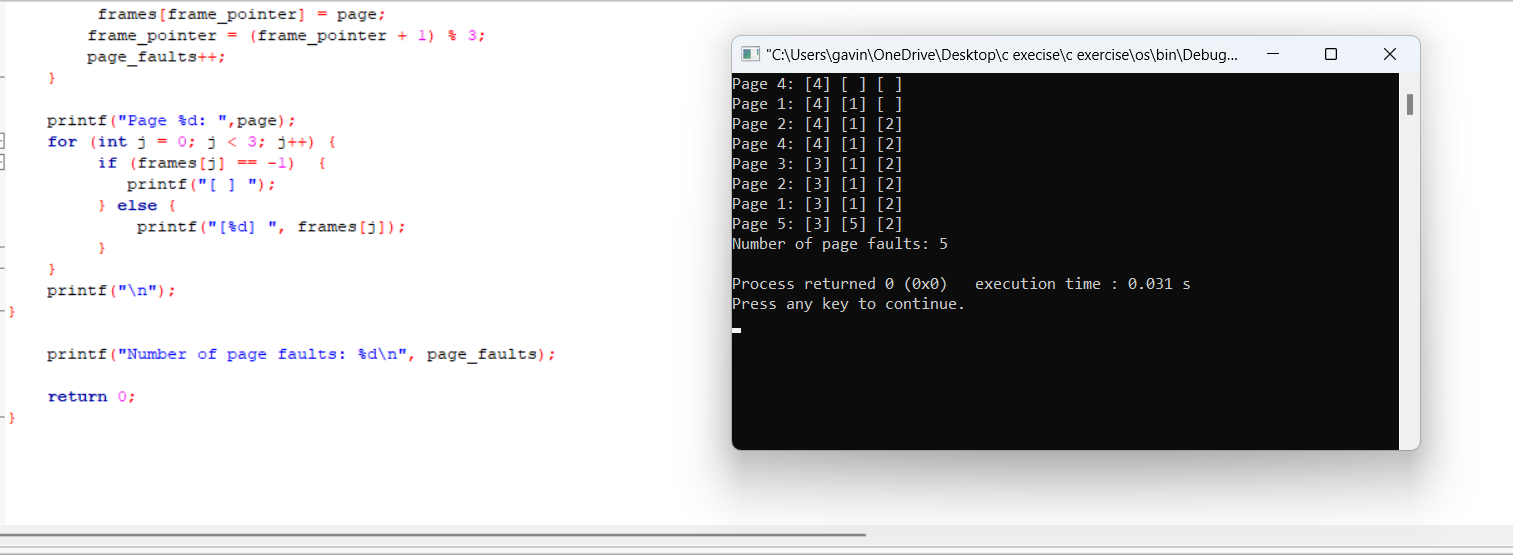 frames[frame_pointer] = page;
frame_pointer = (frame_pointer + 1) % 3;
page_faults++;
}
printf("Page %d: ",page);
for (int j = 0; j < 3; j++) {
if (frames[j] == -1) {
printf("[ ] ");
} else {
printf("[%d] ", frames[j]);
}
}
printf("\n");
}
printf("Number of page faults: %d\n", page_faults);
return 0;
}
"C:\Users\gavin\OneDrive\Desktop\c execise\c exercise\os\bin\Debug...
Page 4: [4] [ ] [ ]
Page 1: [4] [1] [ ]
Page 2: [4] [1] [2]
Page 4: [4] [1] [2]
Page 3: [3] [1] [2]
Page 2: [3] [1] [2]
Page 1: [3] [1] [2]
Page 5: [3] [5] [2]
Number of page faults: 5
Process returned 0 (0x0)   execution time : 0.031 s
Press any key to continue.